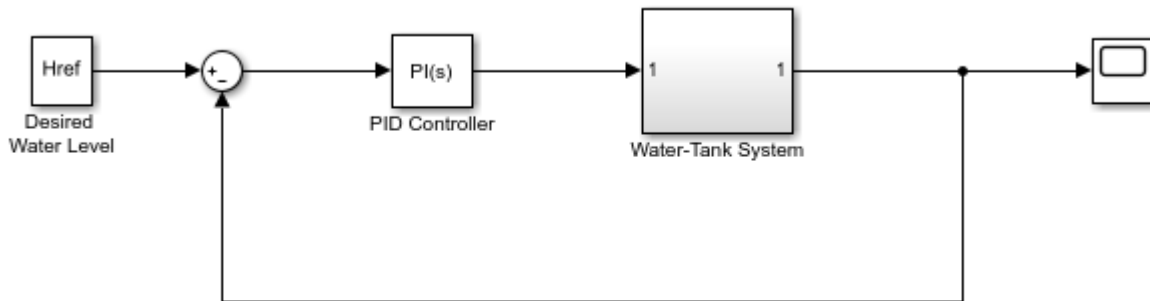 Href
Desired
Water Level
+
−
PI(s)
PID Controller
1
1
Water-Tank System